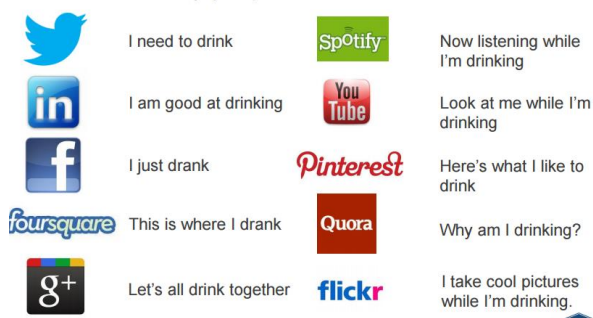 I need to drink
Spotify
Now listening while
I'm drinking
in
I am good at drinking
You
Tube
Look at me while I'm
drinking
f
I just drank
Pinterest
Here's what I like to
drink
foursquare
This is where I drank
Quora
Why am I drinking?
g+
Let's all drink together
flickr
I take cool pictures
while I'm drinking.